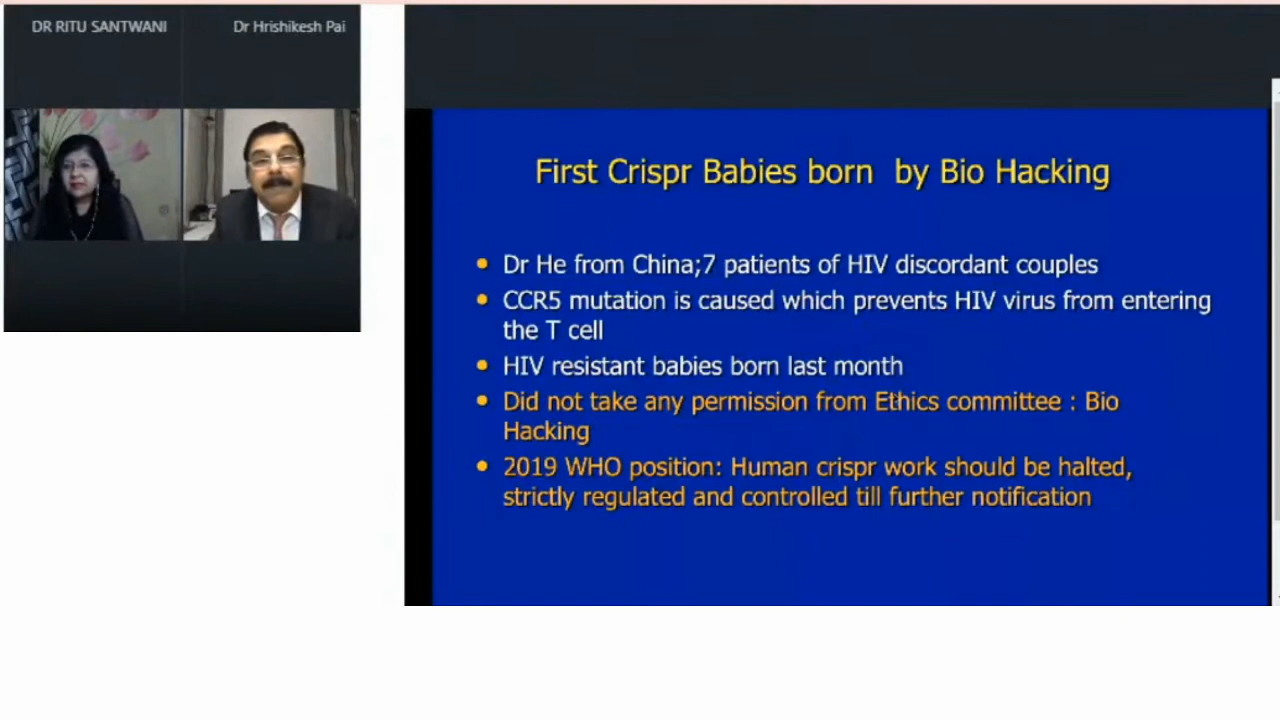 DR RITU SANTWANI
Dr Hrishikesh Pai
First Crispr Babies born by Bio Hacking
• Dr He from China;7 patients of HIV discordant couples
• CCR5 mutation is caused which prevents HIV virus from entering
the T cell
• HIV resistant babies born last month
• Did not take any permission from Ethics committee : Bio
Hacking
• 2019 WHO position: Human crispr work should be halted,
strictly regulated and controlled till further notification